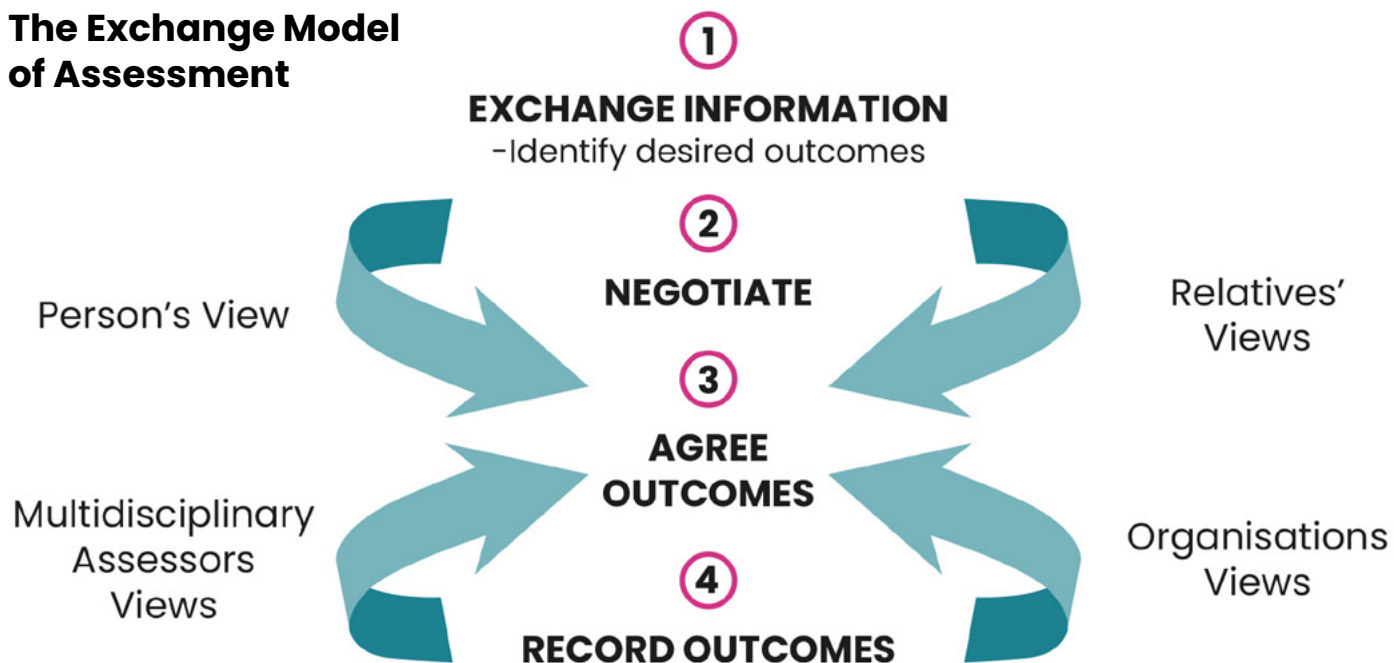 The Exchange Model
of Assessment
1
EXCHANGE INFORMATION
-Identify desired outcomes
2
NEGOTIATE
Person's View
Relatives'
Views
3
AGREE
OUTCOMES
Multidisciplinary
Assessors
Views
Organisations
Views
4
RECORD OUTCOMES